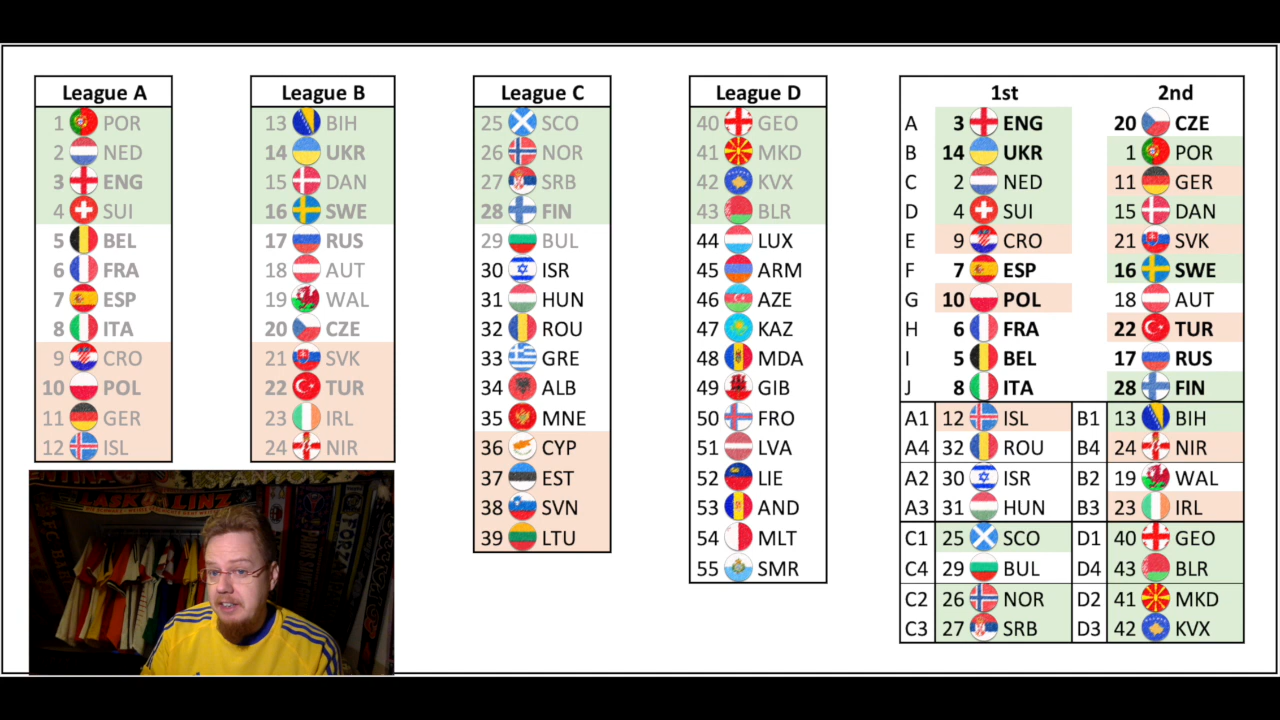 League A
1 POR
2 NED
3 ENG
4 SUI
5 BEL
6 FRA
7 ESP
8 ITA
9 CRO
10 POL
11 GER
12 ISL
League B
13 BIH
14 UKR
15 DAN
16 SWE
17 RUS
18 AUT
19 WAL
20 CZE
21 SVK
22 TUR
23 IRL
24 NIR
League C
25 SCO
26 NOR
27 SRB
28 FIN
29 BUL
30 ISR
31 HUN
32 ROU
33 GRE
34 ALB
35 MNE
36 CYP
37 EST
38 SVN
39 LTU
League D
40 GEO
41 MKD
42 KVX
43 BLR
44 LUX
45 ARM
46 AZE
47 KAZ
48 MDA
49 GIB
50 FRO
51 LVA
52 LIE
53 AND
54 MLT
55 SMR
1st 2nd
A 3 ENG 20 CZE
B 14 UKR 1 POR
C 2 NED 11 GER
D 4 SUI 15 DAN
E 9 CRO 21 SVK
F 7 ESP 16 SWE
G 10 POL 18 AUT
H 6 FRA 22 TUR
I 5 BEL 17 RUS
J 8 ITA 28 FIN
A1 12 ISL B1 13 BIH
A4 32 ROU B4 24 NIR
A2 30 ISR B2 19 WAL
A3 31 HUN B3 23 IRL
C1 25 SCO D1 40 GEO
C4 29 BUL D4 43 BLR
C2 26 NOR D2 41 MKD
C3 27 SRB D3 42 KVX
LASK LINZ